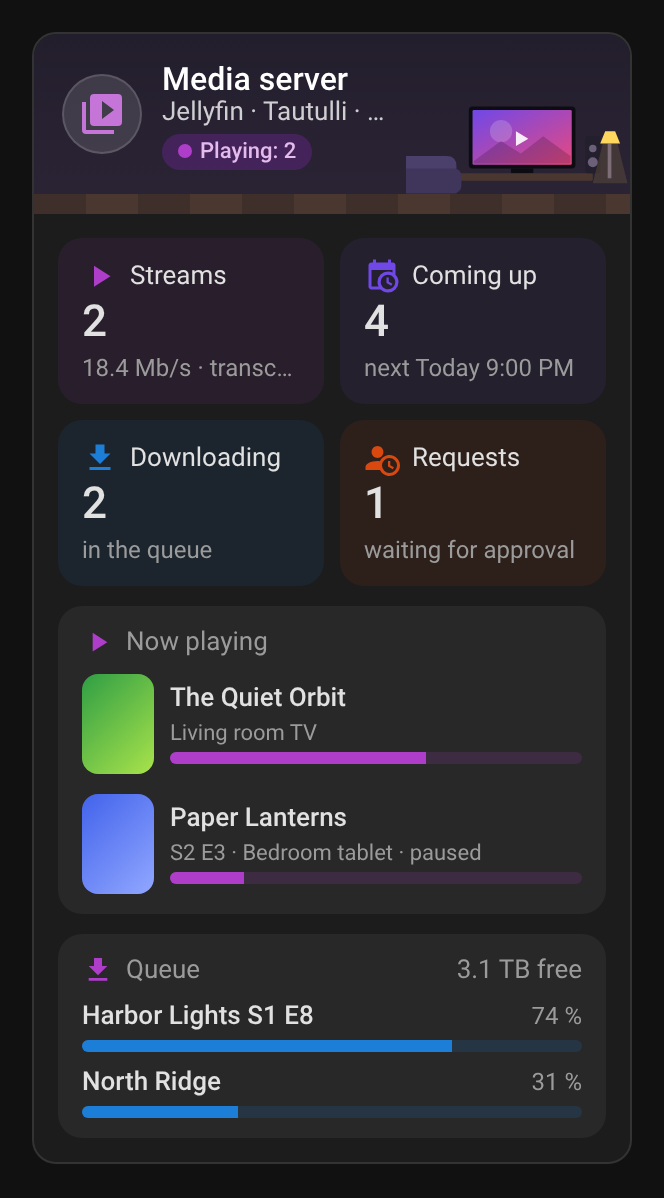 Media server
Jellyfin · Tautulli · ...
Playing: 2
Streams
2
18.4 Mb/s · transc...
Coming up
4
next Today 9:00 PM
Downloading
2
in the queue
Requests
1
waiting for approval
Now playing
The Quiet Orbit
Living room TV
Paper Lanterns
S2 E3 · Bedroom tablet · paused
Queue 3.1 TB free
Harbor Lights S1 E8 74 %
North Ridge 31 %